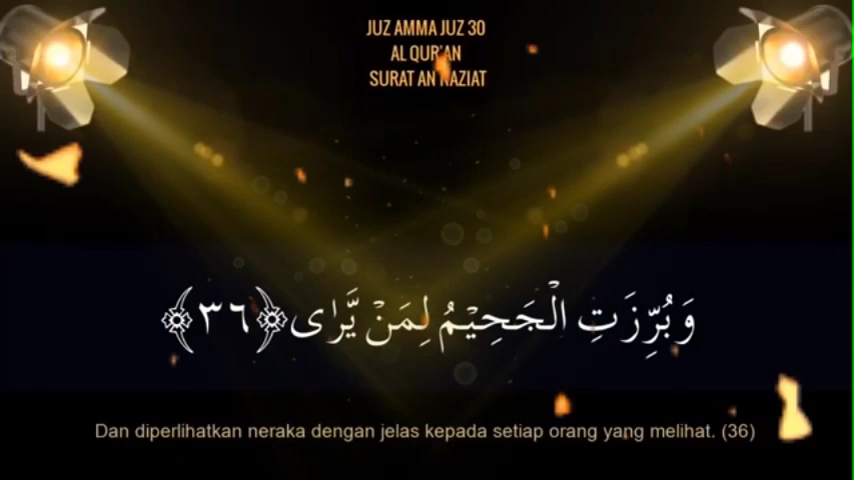 JUZ AMMA JUZ 30
AL QUR'AN
SURAT AN NAZIAT
وَبُرِّزَتِ الْجَحِيْمُ لِمَنْ يَّرٰى ﴿٣٦﴾
Dan diperlihatkan neraka dengan jelas kepada setiap orang yang melihat. (36)